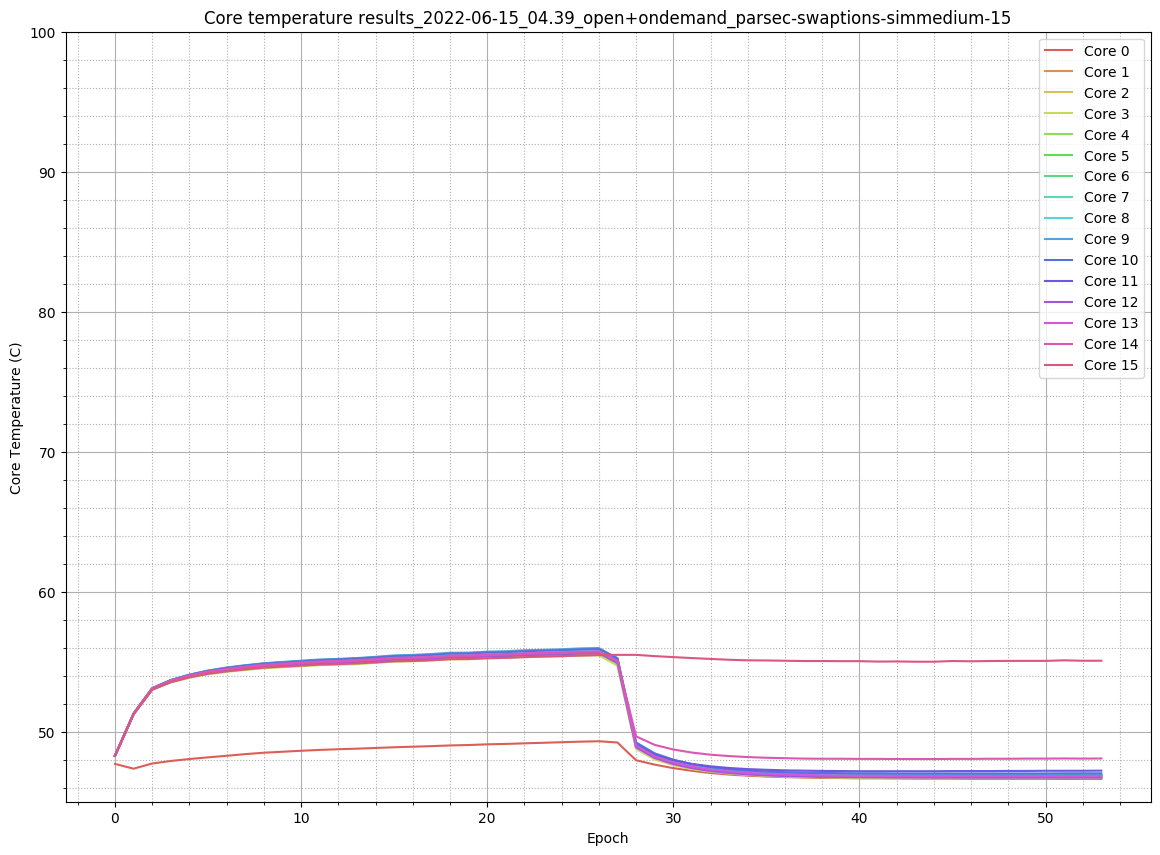 Core temperature results_2022-06-15_04.39_open+ondemand_parsec-swaptions-simmedium-15
100
90
80
70
60
50
Core Temperature (C)
Core 0
Core 1
Core 2
Core 3
Core 4
Core 5
Core 6
Core 7
Core 8
Core 9
Core 10
Core 11
Core 12
Core 13
Core 14
Core 15
0
10
20
30
40
50
Epoch